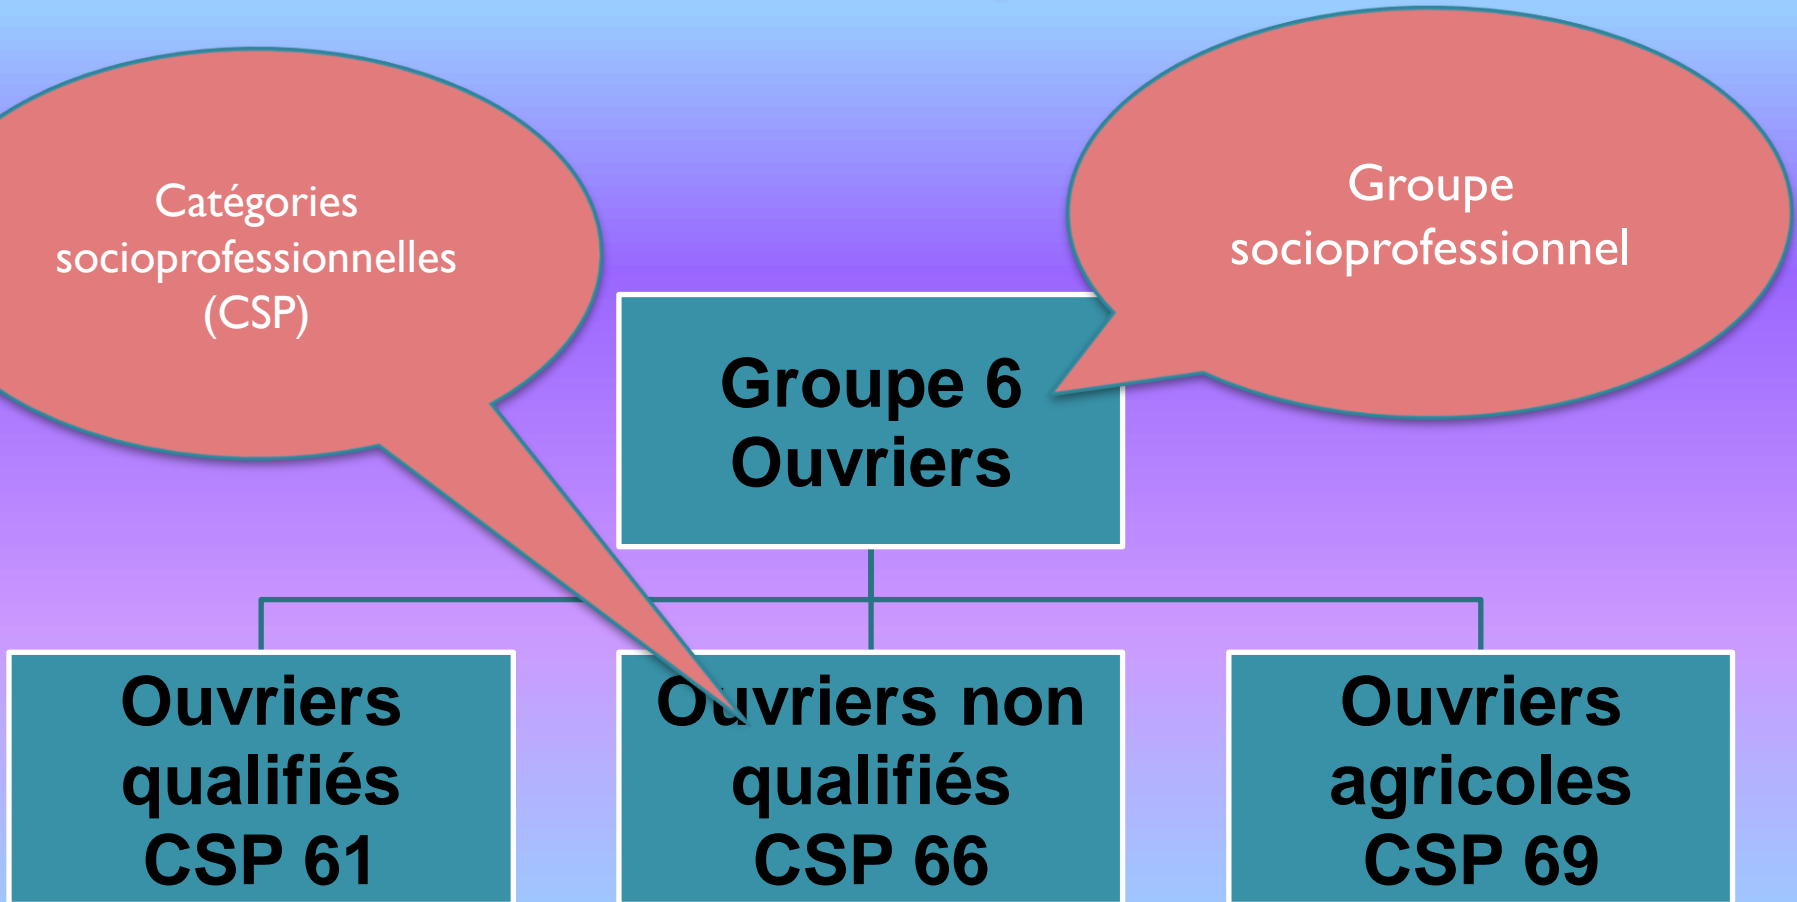 Catégories
socioprofessionnelles
(CSP)
Groupe
socioprofessionnel
Groupe 6
Ouvriers
Ouvriers
qualifiés
CSP 61
Ouvriers non
qualifiés
CSP 66
Ouvriers
agricoles
CSP 69